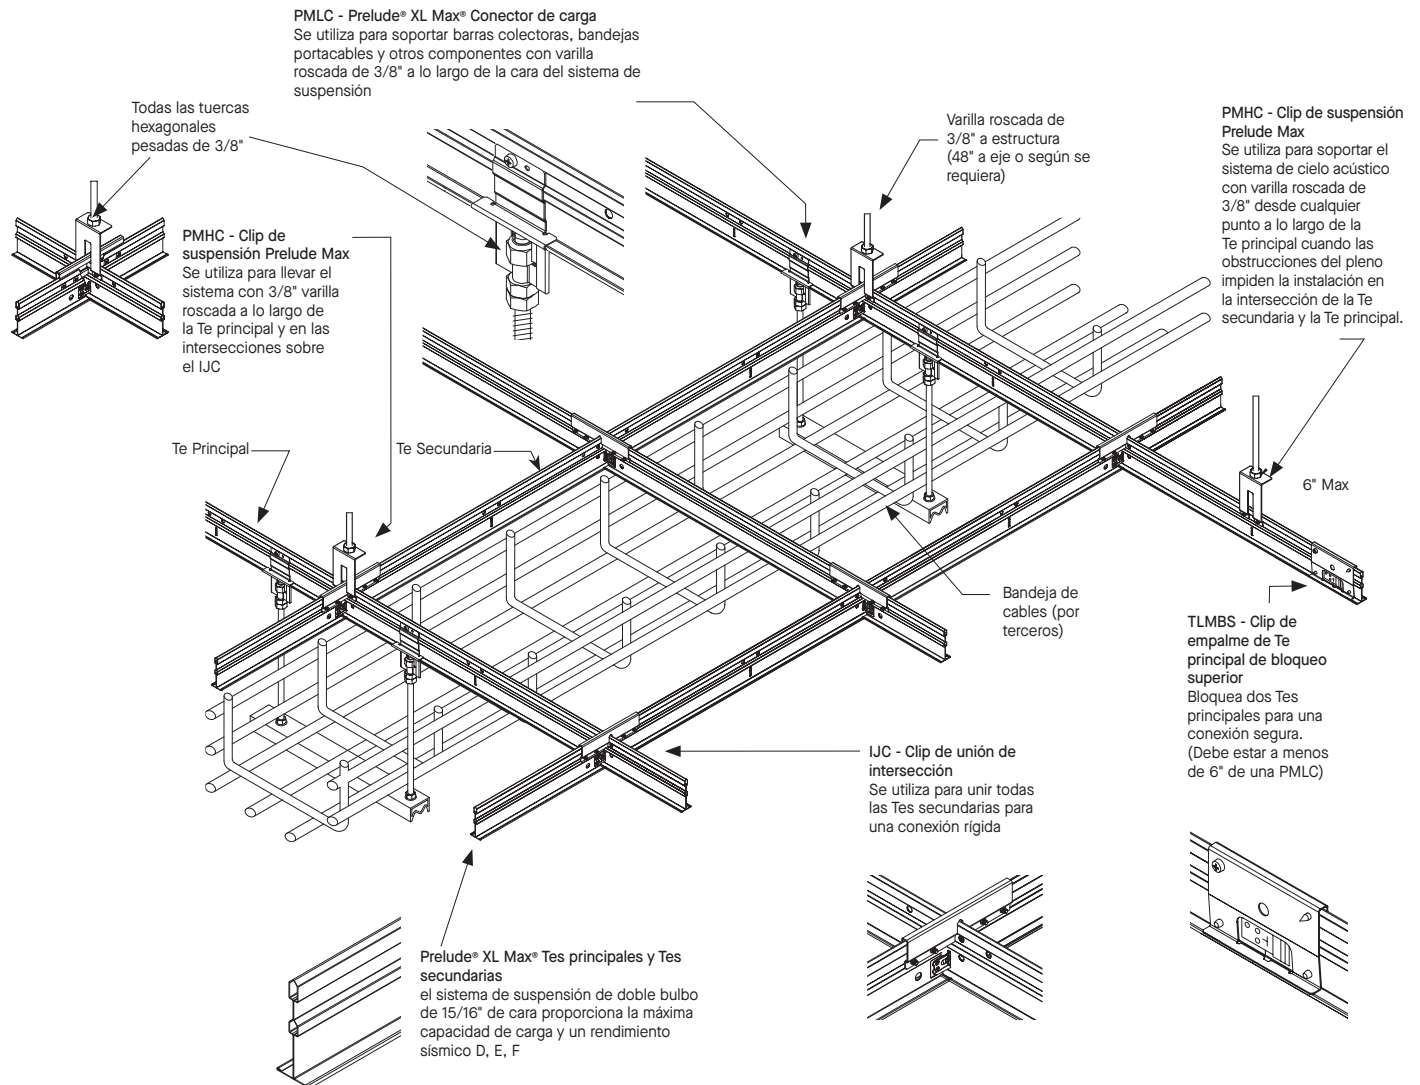 PMLC - Prelude® XL Max® Conector de carga
Se utiliza para soportar barras colectoras, bandejas
portacables y otros componentes con varilla
roscada de 3/8" a lo largo de la cara del sistema de
suspensión
Todas las tuercas
hexagonales
pesadas de 3/8"
Varilla roscada de
3/8" a estructura
(48" a eje o según se
requiera)
PMHC - Clip de suspensión
Prelude Max
Se utiliza para soportar el
sistema de cielo acústico
con varilla roscada de
3/8" desde cualquier
punto a lo largo de la
Te principal cuando las
obstrucciones del pleno
impiden la instalación en
la intersección de la Te
secundaria y la Te principal.
PMHC - Clip de
suspensión Prelude Max
Se utiliza para llevar el
sistema con 3/8" varilla
roscada a lo largo de
la Te principal y en las
intersecciones sobre
el IJC
Te Principal
Te Secundaria
6" Max
Bandeja de
cables (por
terceros)
TLMBS - Clip de
empalme de Te
principal de bloqueo
superior
Bloquea dos Tes
principales para una
conexión segura.
(Debe estar a menos
de 6" de una PMLC)
IJC - Clip de unión de
intersección
Se utiliza para unir todas
las Tes secundarias para
una conexión rígida
Prelude® XL Max® Tes principales y Tes
secundarias
el sistema de suspensión de doble bulbo
de 15/16" de cara proporciona la máxima
capacidad de carga y un rendimiento
sísmico D, E, F